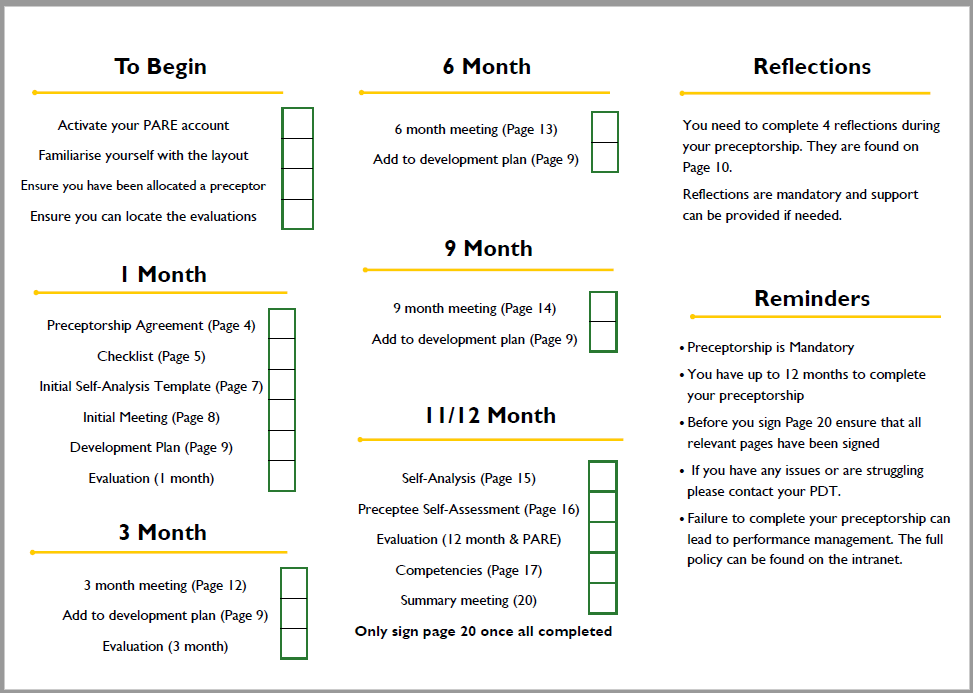 To Begin
Activate your PARE account
Familiarise yourself with the layout
Ensure you have been allocated a preceptor
Ensure you can locate the evaluations
1 Month
Preceptorship Agreement (Page 4)
Checklist (Page 5)
Initial Self-Analysis Template (Page 7)
Initial Meeting (Page 8)
Development Plan (Page 9)
Evaluation (1 month)
3 Month
3 month meeting (Page 12)
Add to development plan (Page 9)
Evaluation (3 month)
6 Month
6 month meeting (Page 13)
Add to development plan (Page 9)
9 Month
9 month meeting (Page 14)
Add to development plan (Page 9)
11/12 Month
Self-Analysis (Page 15)
Preceptee Self-Assessment (Page 16)
Evaluation (12 month & PARE)
Competencies (Page 17)
Summary meeting (20)
Only sign page 20 once all completed
Reflections
You need to complete 4 reflections during
your preceptorship. They are found on
Page 10.
Reflections are mandatory and support
can be provided if needed.
Reminders
• Preceptorship is Mandatory
• You have up to 12 months to complete
your preceptorship
• Before you sign Page 20 ensure that all
relevant pages have been signed
• If you have any issues or are struggling
please contact your PDT.
• Failure to complete your preceptorship can
lead to performance management. The full
policy can be found on the intranet.